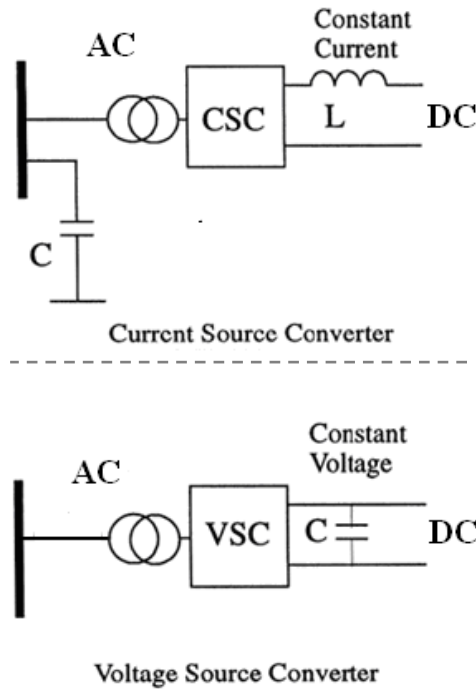 Constant
Current
AC
CSC
L
DC
C
Current Source Converter
Constant
Voltage
AC
VSC
C
DC
Voltage Source Converter